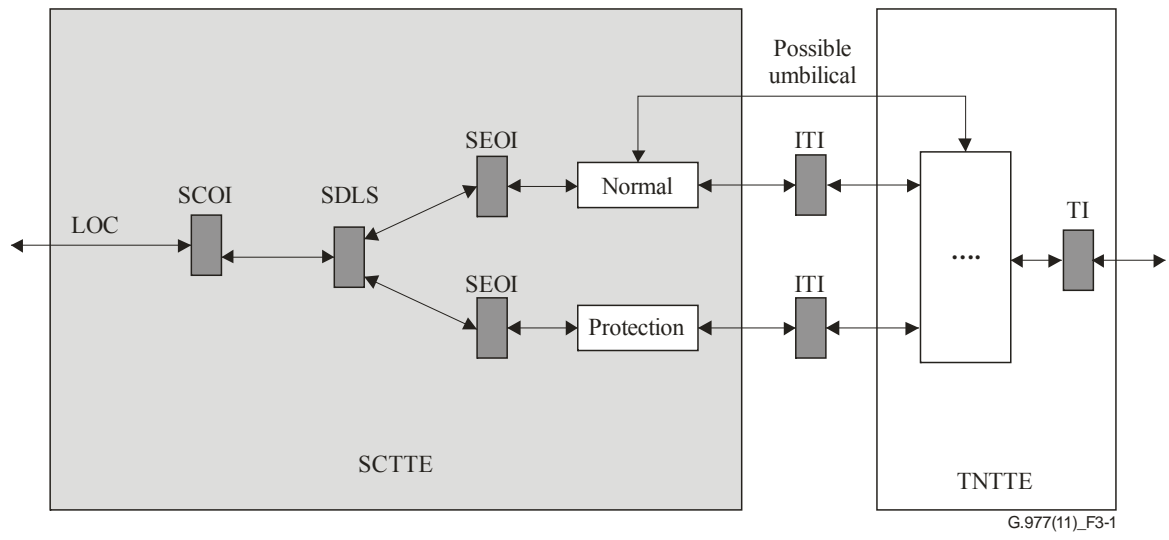 Possible
umbilical
SEOI
ITI
Normal
SCOI
SDLS
LOC
TI
....
SEOI
ITI
Protection
SCTTE
TNTTE
G.977(11)_F3-1